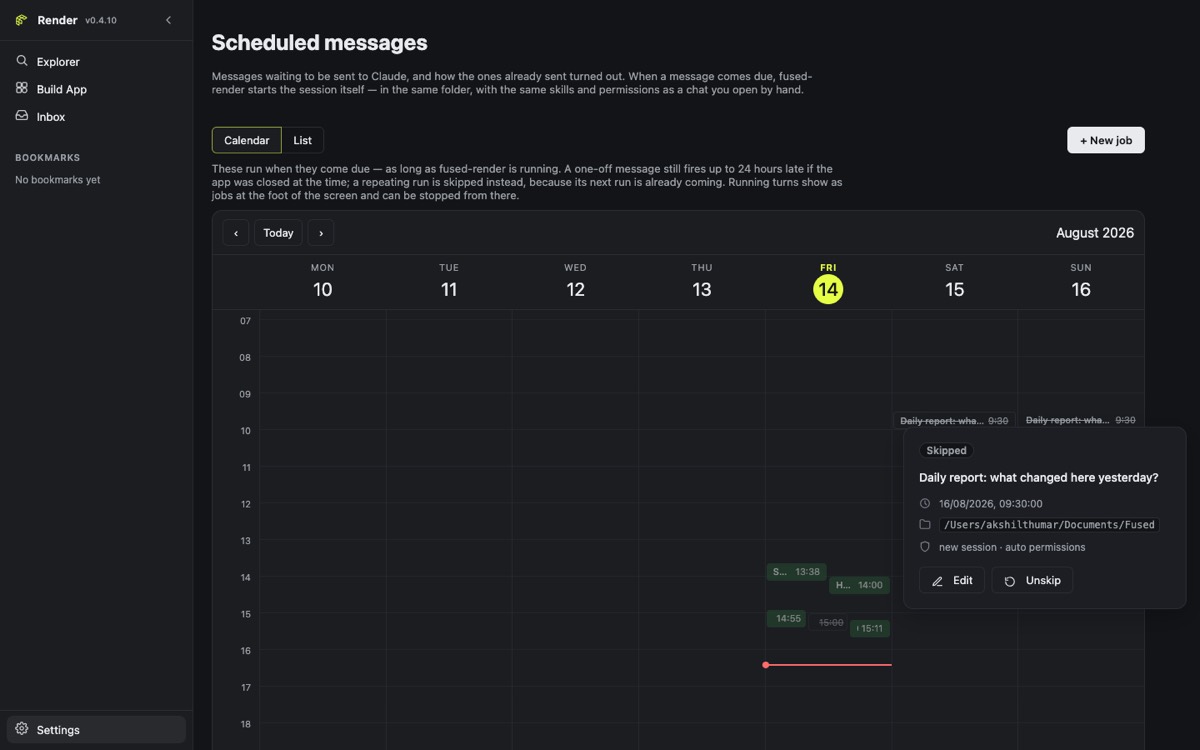 Render v0.4.10
Explorer
Build App
Inbox
BOOKMARKS
No bookmarks yet
Settings
Scheduled messages
Messages waiting to be sent to Claude, and how the ones already sent turned out. When a message comes due, fused-
render starts the session itself — in the same folder, with the same skills and permissions as a chat you open by hand.
Calendar List
+ New job
These run when they come due — as long as fused-render is running. A one-off message still fires up to 24 hours late if the
app was closed at the time; a repeating run is skipped instead, because its next run is already coming. Running turns show as
jobs at the foot of the screen and can be stopped from there.
‹ Today ›
August 2026
MON TUE WED THU FRI SAT SUN
10 11 12 13 14 15 16
07
08
09
Daily report: wha... 9:30 Daily report: wha... 9:30
10
11
12
13
S... 13:38
14
H... 14:00
15
14:55 15:00 15:11
16
17
18
Skipped
Daily report: what changed here yesterday?
16/08/2026, 09:30:00
/Users/akshilthumar/Documents/Fused
new session · auto permissions
Edit Unskip